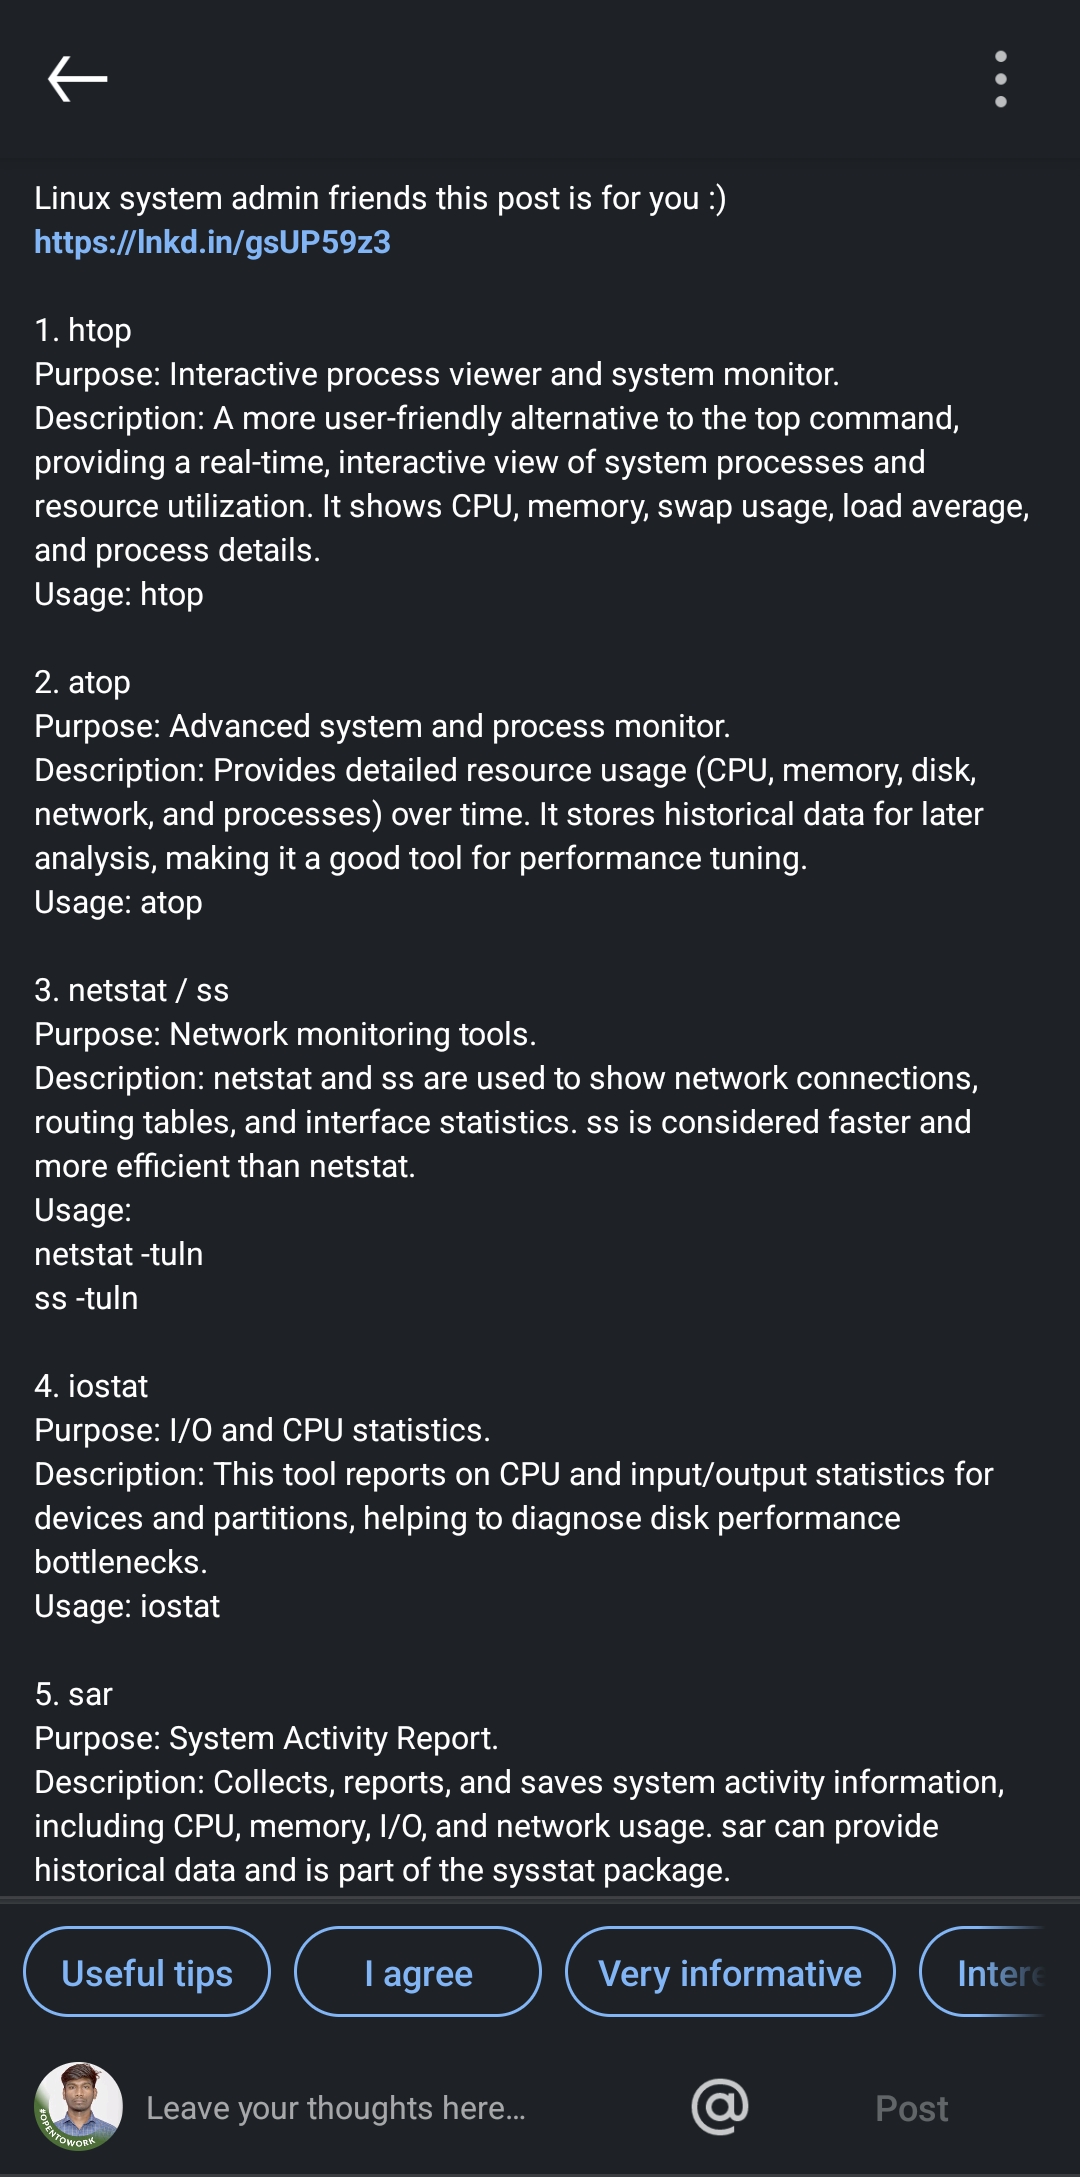 Linux system admin friends this post is for you :)
https://lnkd.in/gsUP59z3
1. htop
Purpose: Interactive process viewer and system monitor.
Description: A more user-friendly alternative to the top command,
providing a real-time, interactive view of system processes and
resource utilization. It shows CPU, memory, swap usage, load average,
and process details.
Usage: htop
2. atop
Purpose: Advanced system and process monitor.
Description: Provides detailed resource usage (CPU, memory, disk,
network, and processes) over time. It stores historical data for later
analysis, making it a good tool for performance tuning.
Usage: atop
3. netstat / ss
Purpose: Network monitoring tools.
Description: netstat and ss are used to show network connections,
routing tables, and interface statistics. ss is considered faster and
more efficient than netstat.
Usage:
netstat -tuln
ss -tuln
4. iostat
Purpose: I/O and CPU statistics.
Description: This tool reports on CPU and input/output statistics for
devices and partitions, helping to diagnose disk performance
bottlenecks.
Usage: iostat
5. sar
Purpose: System Activity Report.
Description: Collects, reports, and saves system activity information,
including CPU, memory, I/O, and network usage. sar can provide
historical data and is part of the sysstat package.
Useful tips
I agree
Very informative
Intere
#OPENTOWORK
Leave your thoughts here...
@
Post